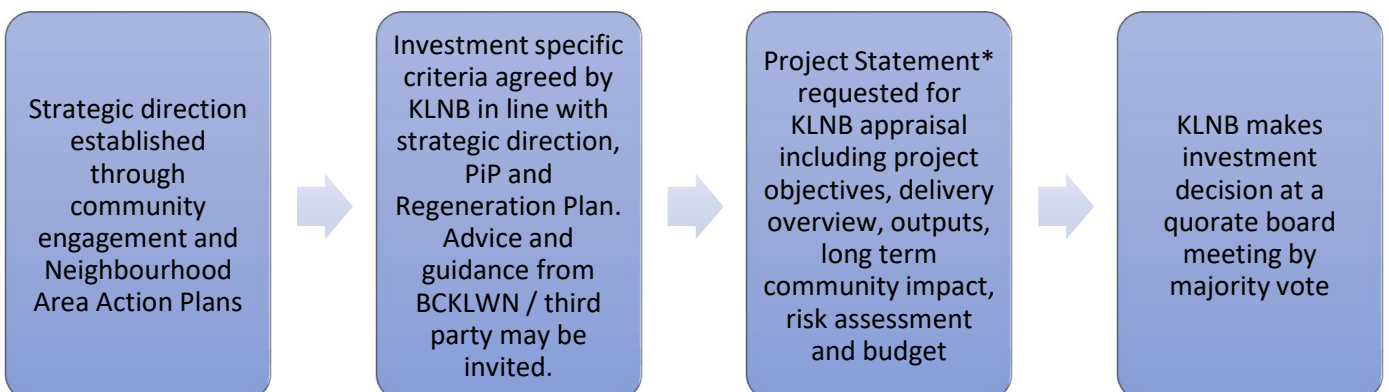 Strategic direction
established
through
community
engagement and
Neighbourhood
Area Action Plans
Investment specific
criteria agreed by
KLNB in line with
strategic direction,
PiP and
Regeneration Plan.
Advice and
guidance from
BCKLWN / third
party may be
invited.
Project Statement*
requested for
KLNB appraisal
including project
objectives, delivery
overview, outputs,
long term
community impact,
risk assessment
and budget
KLNB makes
investment
decision at a
quorate board
meeting by
majority vote